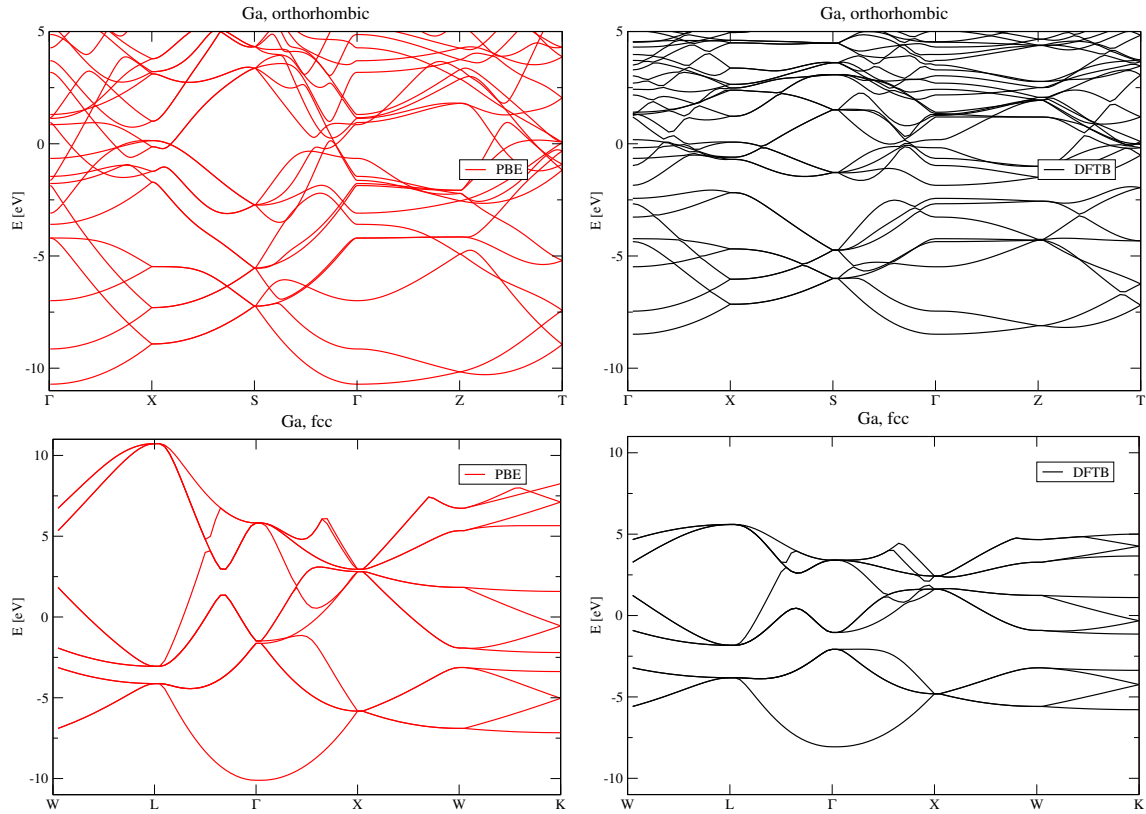 Ga, orthorhombic
5
0
-5
-10
E [eV]
PBE
Γ X S Γ Z T
Ga, orthorhombic
5
0
-5
-10
E [eV]
DFTB
Γ X S Γ Z T
Ga, fcc
10
5
0
-5
-10
E [eV]
PBE
W L Γ X W K
Ga, fcc
10
5
0
-5
-10
E [eV]
DFTB
W L Γ X W K